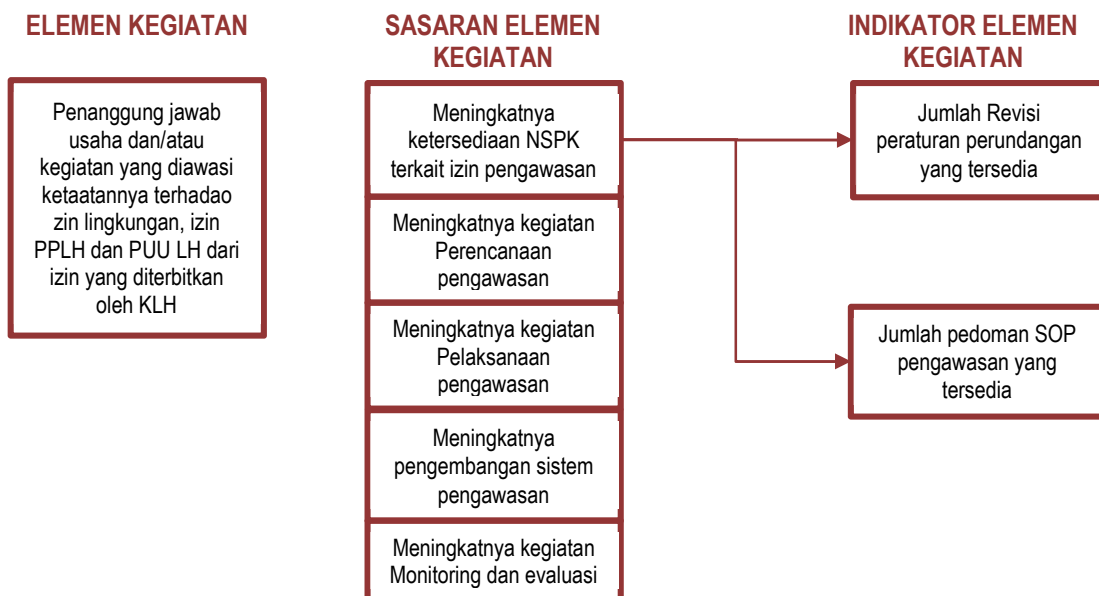 ELEMEN KEGIATAN
Penanggung jawab
usaha dan/atau
kegiatan yang diawasi
ketaatannya terhadao
zin lingkungan, izin
PPLH dan PUU LH dari
izin yang diterbitkan
oleh KLH
SASARAN ELEMEN
KEGIATAN
Meningkatnya
ketersediaan NSPK
terkait izin pengawasan
Meningkatnya kegiatan
Perencanaan
pengawasan
Meningkatnya kegiatan
Pelaksanaan
pengawasan
Meningkatnya
pengembangan sistem
pengawasan
Meningkatnya kegiatan
Monitoring dan evaluasi
INDIKATOR ELEMEN
KEGIATAN
Jumlah Revisi
peraturan perundangan
yang tersedia
Jumlah pedoman SOP
pengawasan yang
tersedia